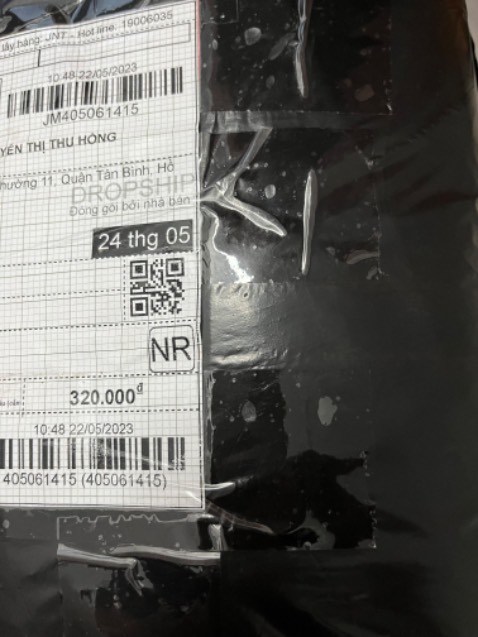 lấy hàng: JNT - Hot line: 19006035
10:48 22/05/2023
JM405061415
YỄN THỊ THU HỒNG
hường 11, Quận Tân Bình, Hồ
DROPSHIP
Đóng gói bởi nhà bán
24 thg 05
NR
320.000đ
10:48 22/05/2023
405061415 (405061415)